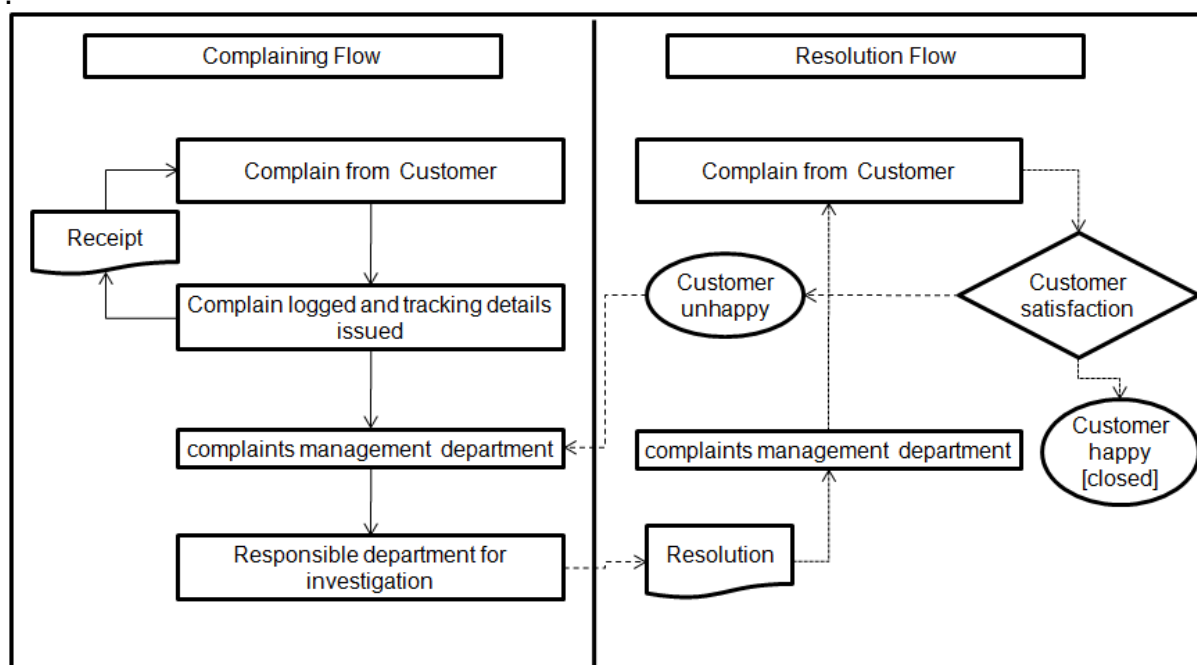 Complaining Flow
Complain from  Customer
Receipt
Complain logged and tracking details
issued
complaints management  department
Responsible department for
investigation
Resolution Flow
Complain from  Customer
Customer
unhappy
Customer
satisfaction
Customer
happy
[closed]
complaints management  department
Resolution